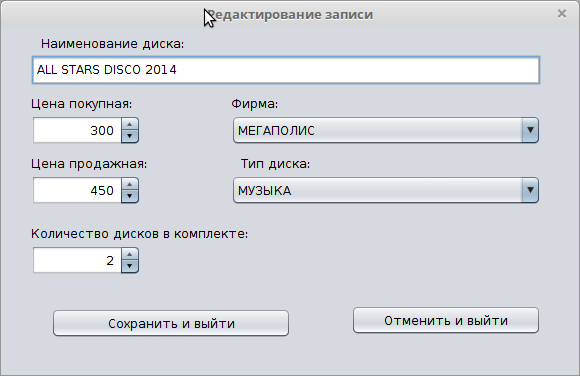 Редактирование записи
Наименование диска:
ALL STARS DISCO 2014
Цена покупная:
Фирма:
300
МЕГАПОЛИС
Цена продажная:
Тип диска:
450
МУЗЫКА
Количество дисков в комплекте:
2
Сохранить и выйти
Отменить и выйти